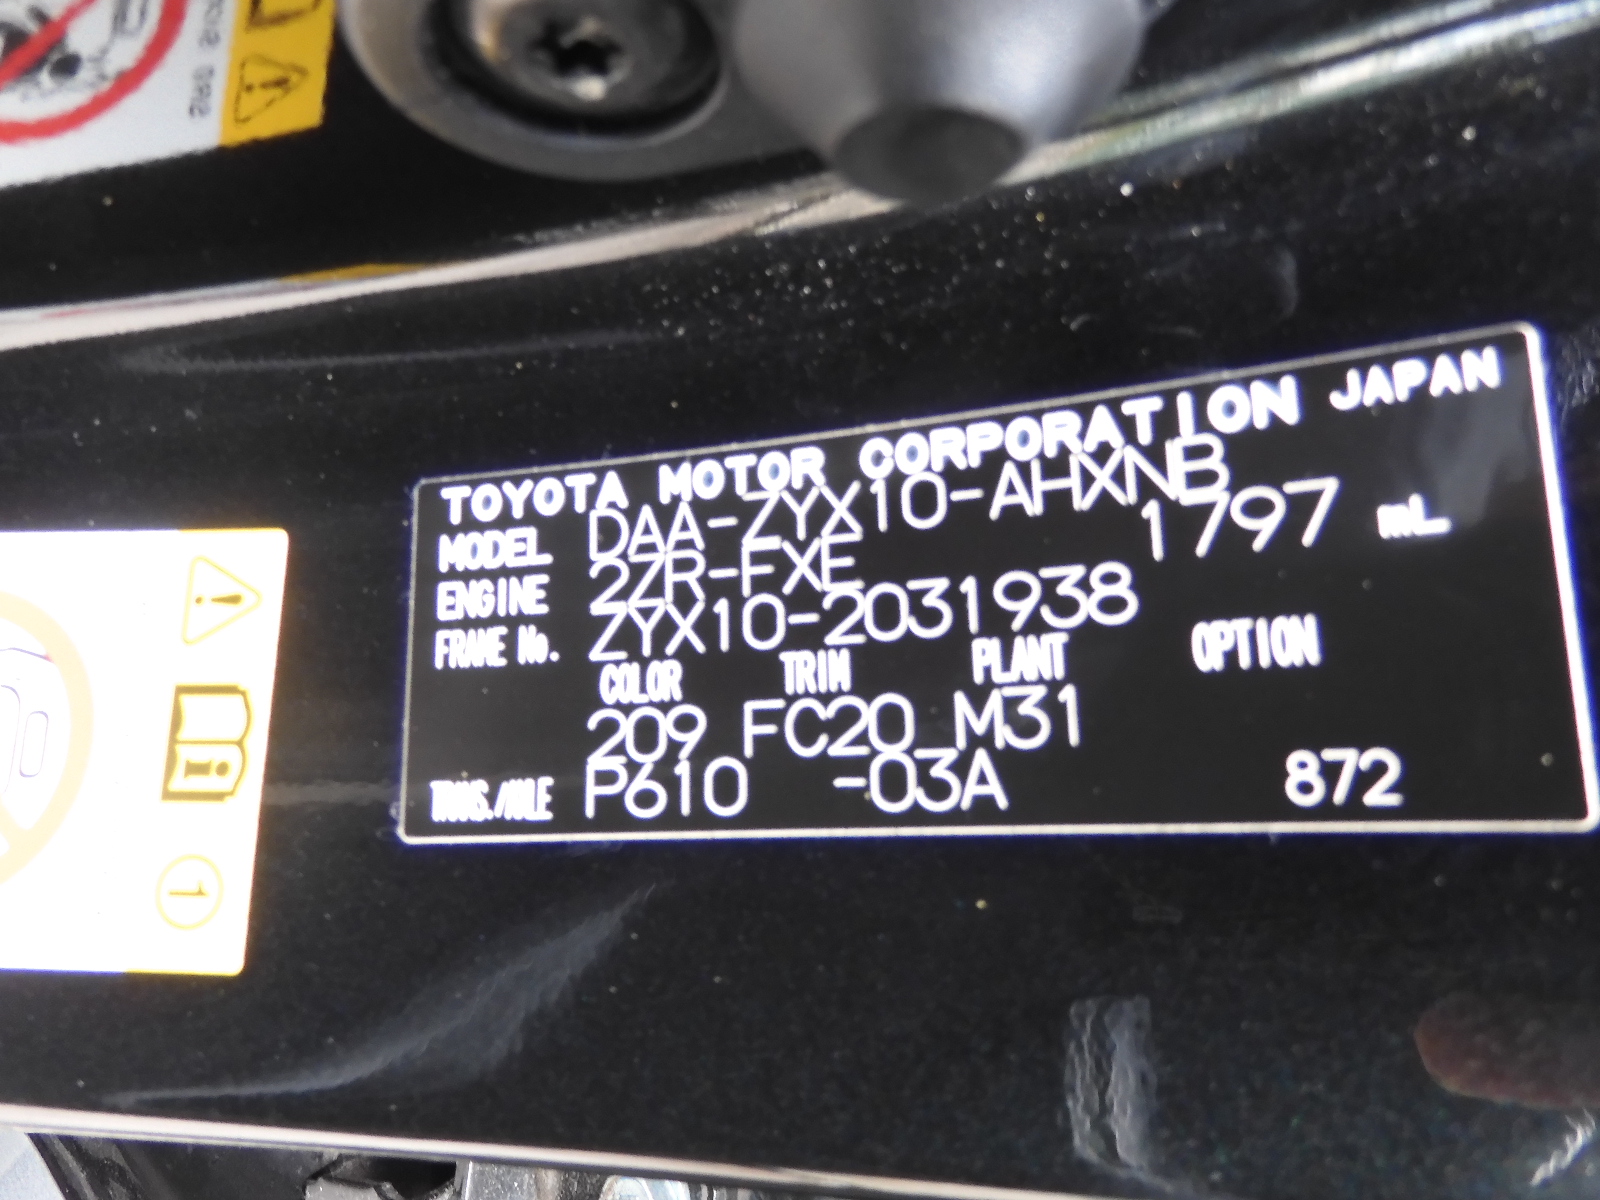 TOYOTA MOTOR CORPORATION JAPAN
MODEL DAA-ZYX10-AHXNB
ENGINE 2ZR-FXE 1797 mL
FRAME No. ZYX10-2031938
COLOR TRIM PLANT OPTION
209 FC20 M31
TRANS./AXLE P610 -03A 872
1